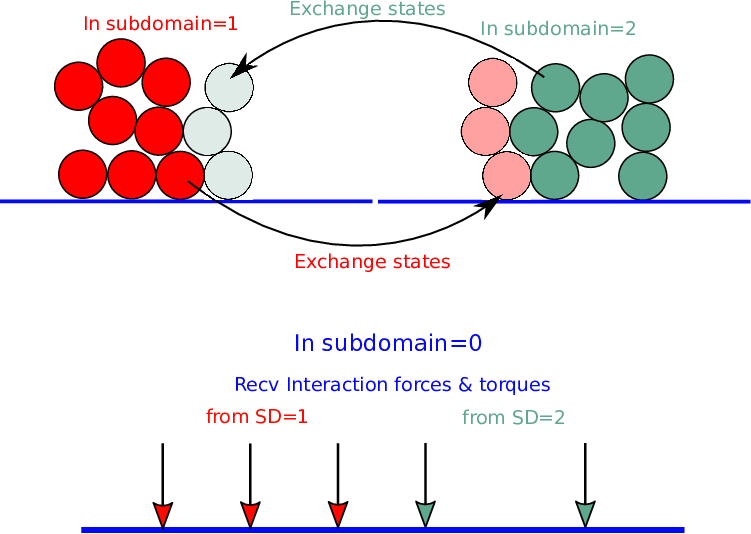 Exchange states
In subdomain=1
In subdomain=2
Exchange states
In subdomain=0
Recv Interaction forces & torques
from SD=1
from SD=2